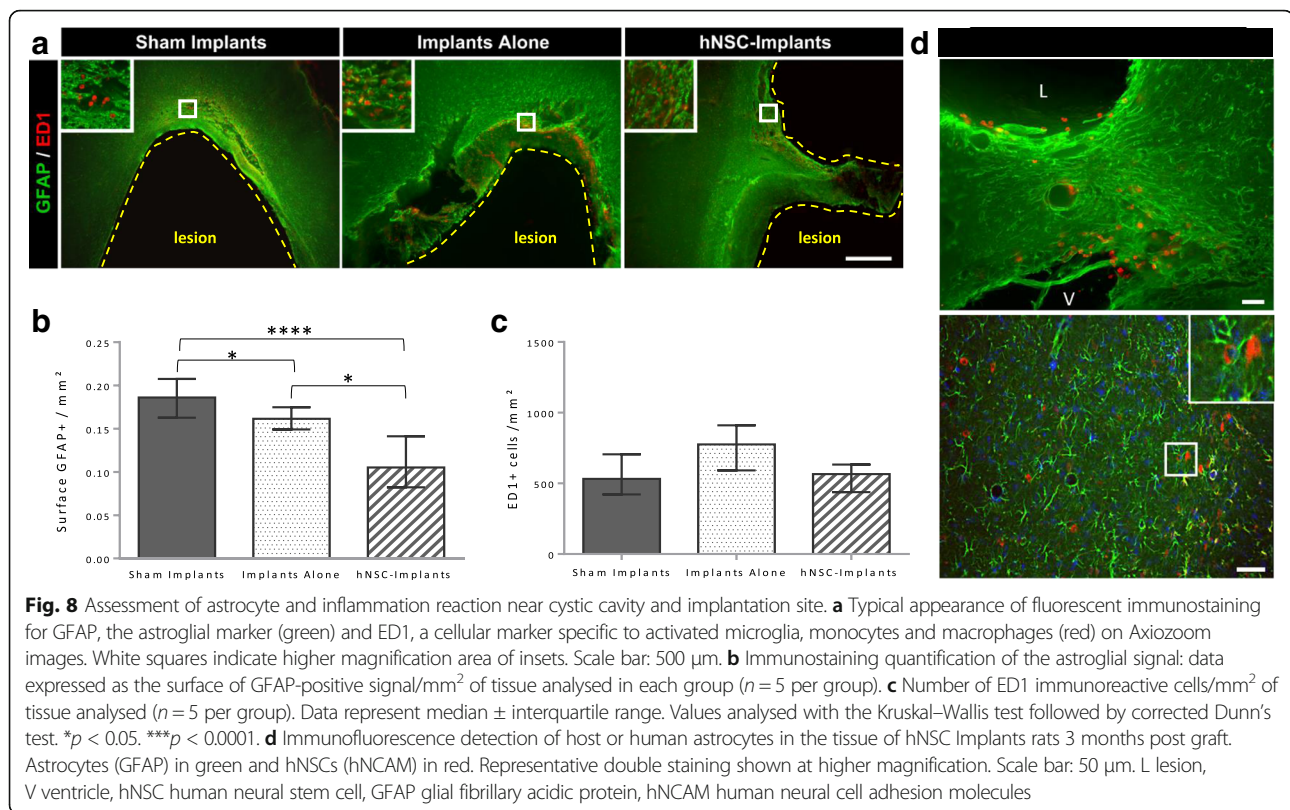 a
Sham Implants
Implants Alone
hNSC-Implants
GFAP / ED1
lesion
lesion
lesion
d
L
V
b
Surface GFAP+ / mm²
0.25
0.20
0.15
0.10
0.05
0.00
****
*
*
Sham Implants
Implants Alone
hNSC-Implants
c
ED1+ cells /mm²
1500
1000
500
0
Sham Implants
Implants Alone
hNSC-Implants
Fig. 8 Assessment of astrocyte and inflammation reaction near cystic cavity and implantation site. a Typical appearance of fluorescent immunostaining
for GFAP, the astroglial marker (green) and ED1, a cellular marker specific to activated microglia, monocytes and macrophages (red) on Axiozoom
images. White squares indicate higher magnification area of insets. Scale bar: 500 μm. b Immunostaining quantification of the astroglial signal: data
expressed as the surface of GFAP-positive signal/mm² of tissue analysed in each group (n = 5 per group). c Number of ED1 immunoreactive cells/mm² of
tissue analysed (n = 5 per group). Data represent median ± interquartile range. Values analysed with the Kruskal–Wallis test followed by corrected Dunn's
test. *p < 0.05. ***p < 0.0001. d Immunofluorescence detection of host or human astrocytes in the tissue of hNSC Implants rats 3 months post graft.
Astrocytes (GFAP) in green and hNSCs (hNCAM) in red. Representative double staining shown at higher magnification. Scale bar: 50 μm. L lesion,
V ventricle, hNSC human neural stem cell, GFAP glial fibrillary acidic protein, hNCAM human neural cell adhesion molecules